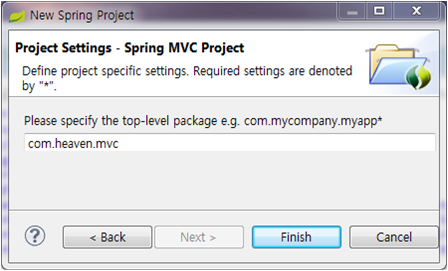 New Spring Project
Project Settings - Spring MVC Project
Define project specific settings. Required settings are denoted
by "*".
Please specify the top-level package e.g. com.mycompany.myapp*
com.heaven.mvc
?
< Back
Next >
Finish
Cancel